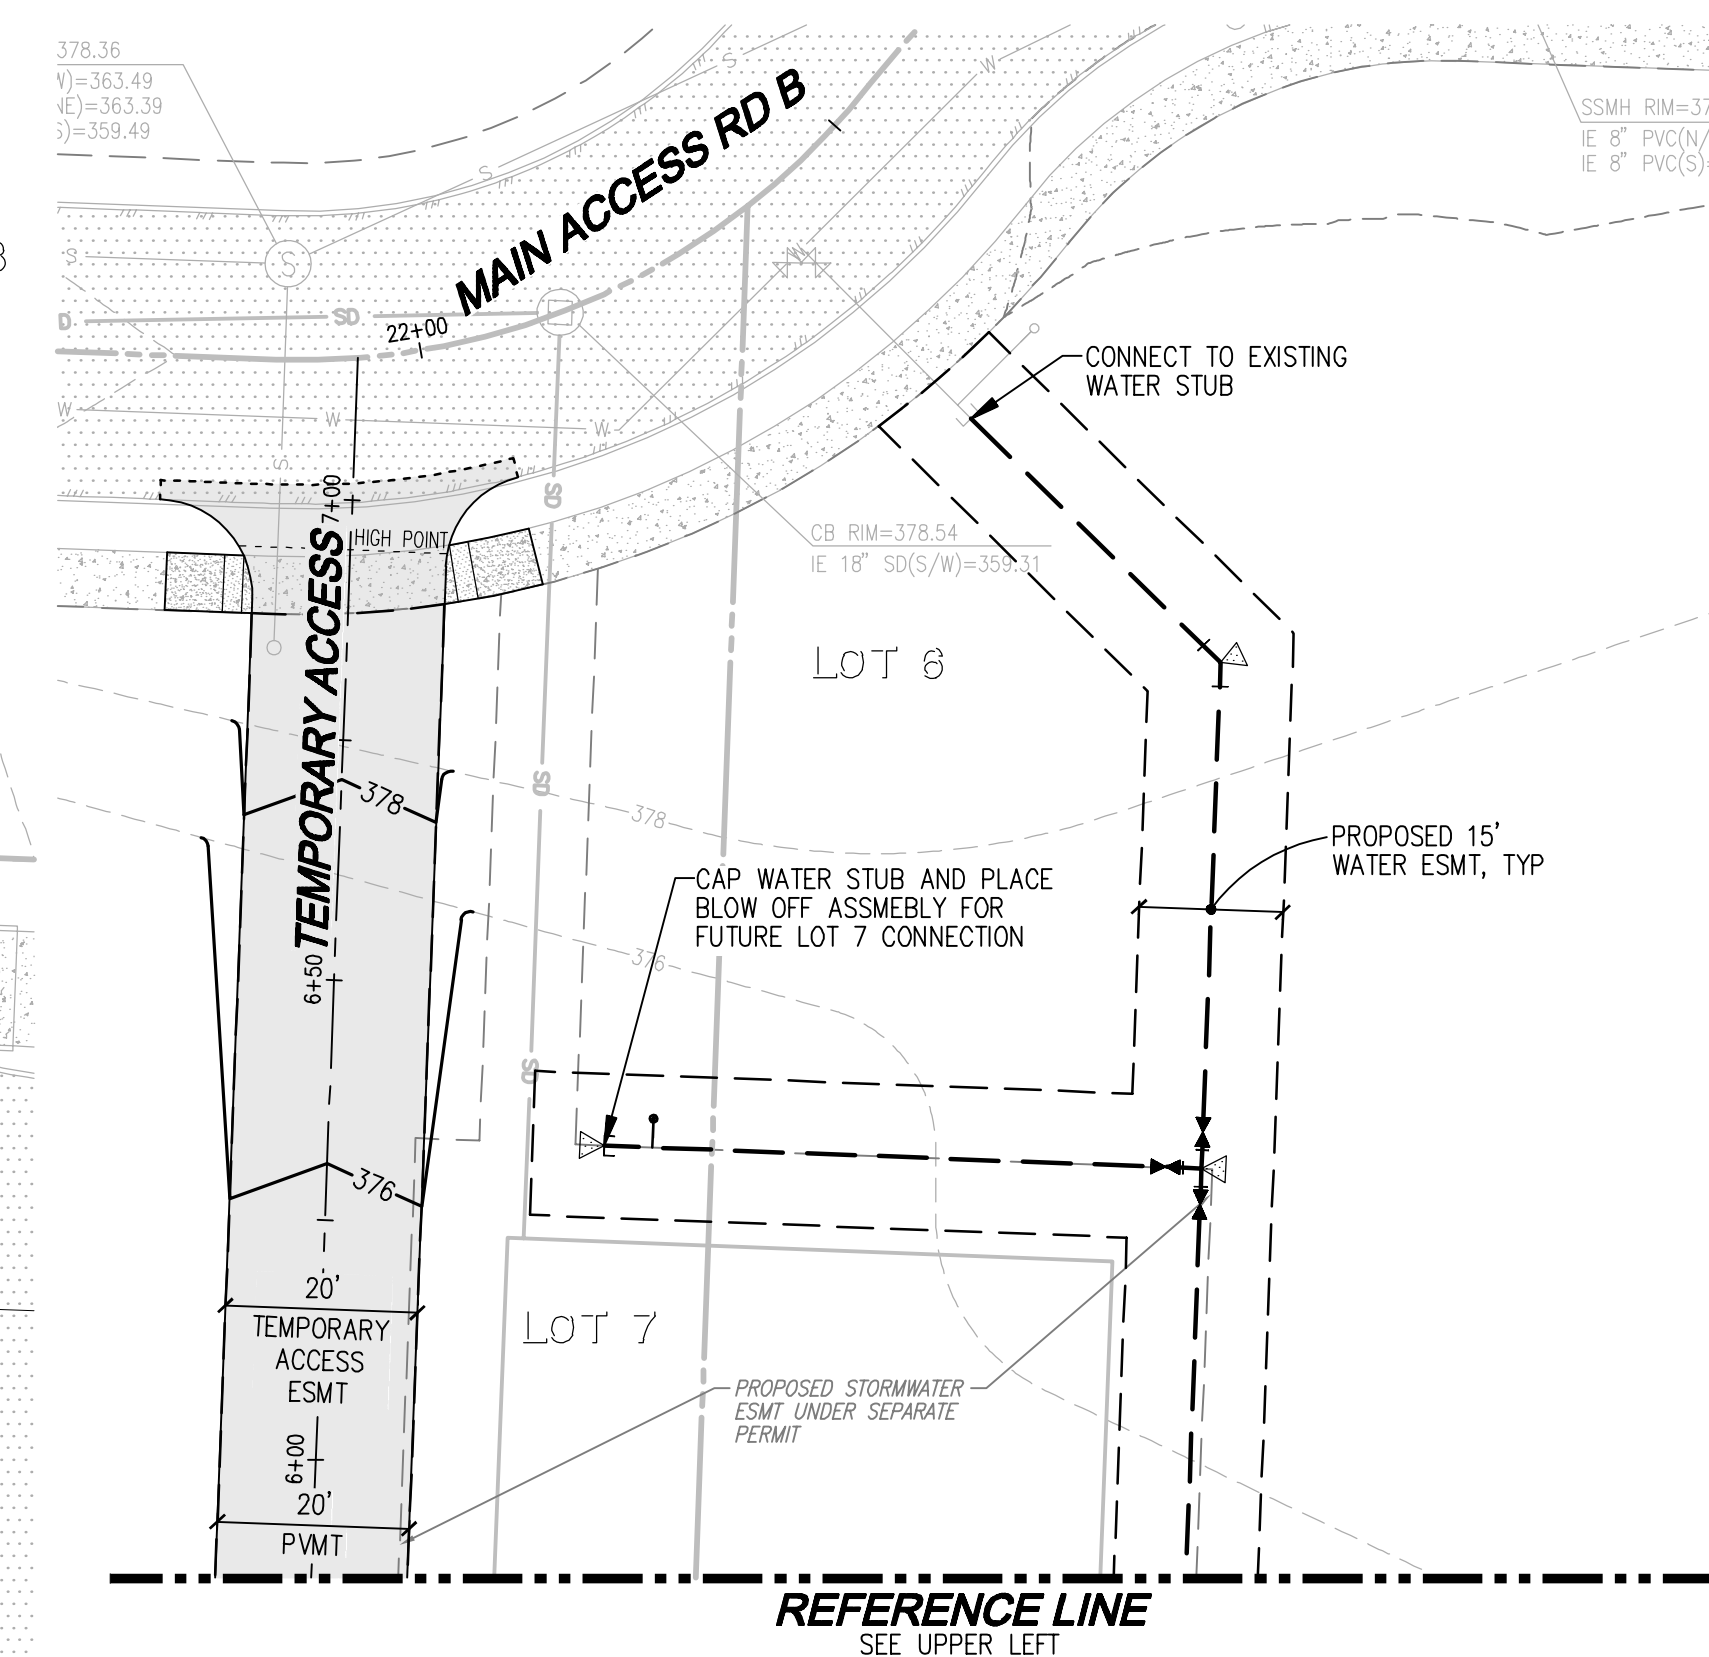 378.36
W)=363.49
NE)=363.39
S)=359.49
MAIN ACCESS RD B
SSMH RIM=37
IE 8" PVC(N/
IE 8" PVC(S)=
S
S
S
S
W
W
SD
D
22+00
W
W
W
S
CONNECT TO EXISTING
WATER STUB
7+00
HIGH POINT
SD
CB RIM=378.54
IE 18" SD(S/W)=359.31
TEMPORARY ACCESS
LOT 6
378
SD
378
PROPOSED 15'
WATER ESMT, TYP
CAP WATER STUB AND PLACE
BLOW OFF ASSMEBLY FOR
FUTURE LOT 7 CONNECTION
376
6+50
SD
376
20'
TEMPORARY
ACCESS
ESMT
LOT 7
PROPOSED STORMWATER
ESMT UNDER SEPARATE
PERMIT
6+00
20'
PVMT
REFERENCE LINE
SEE UPPER LEFT